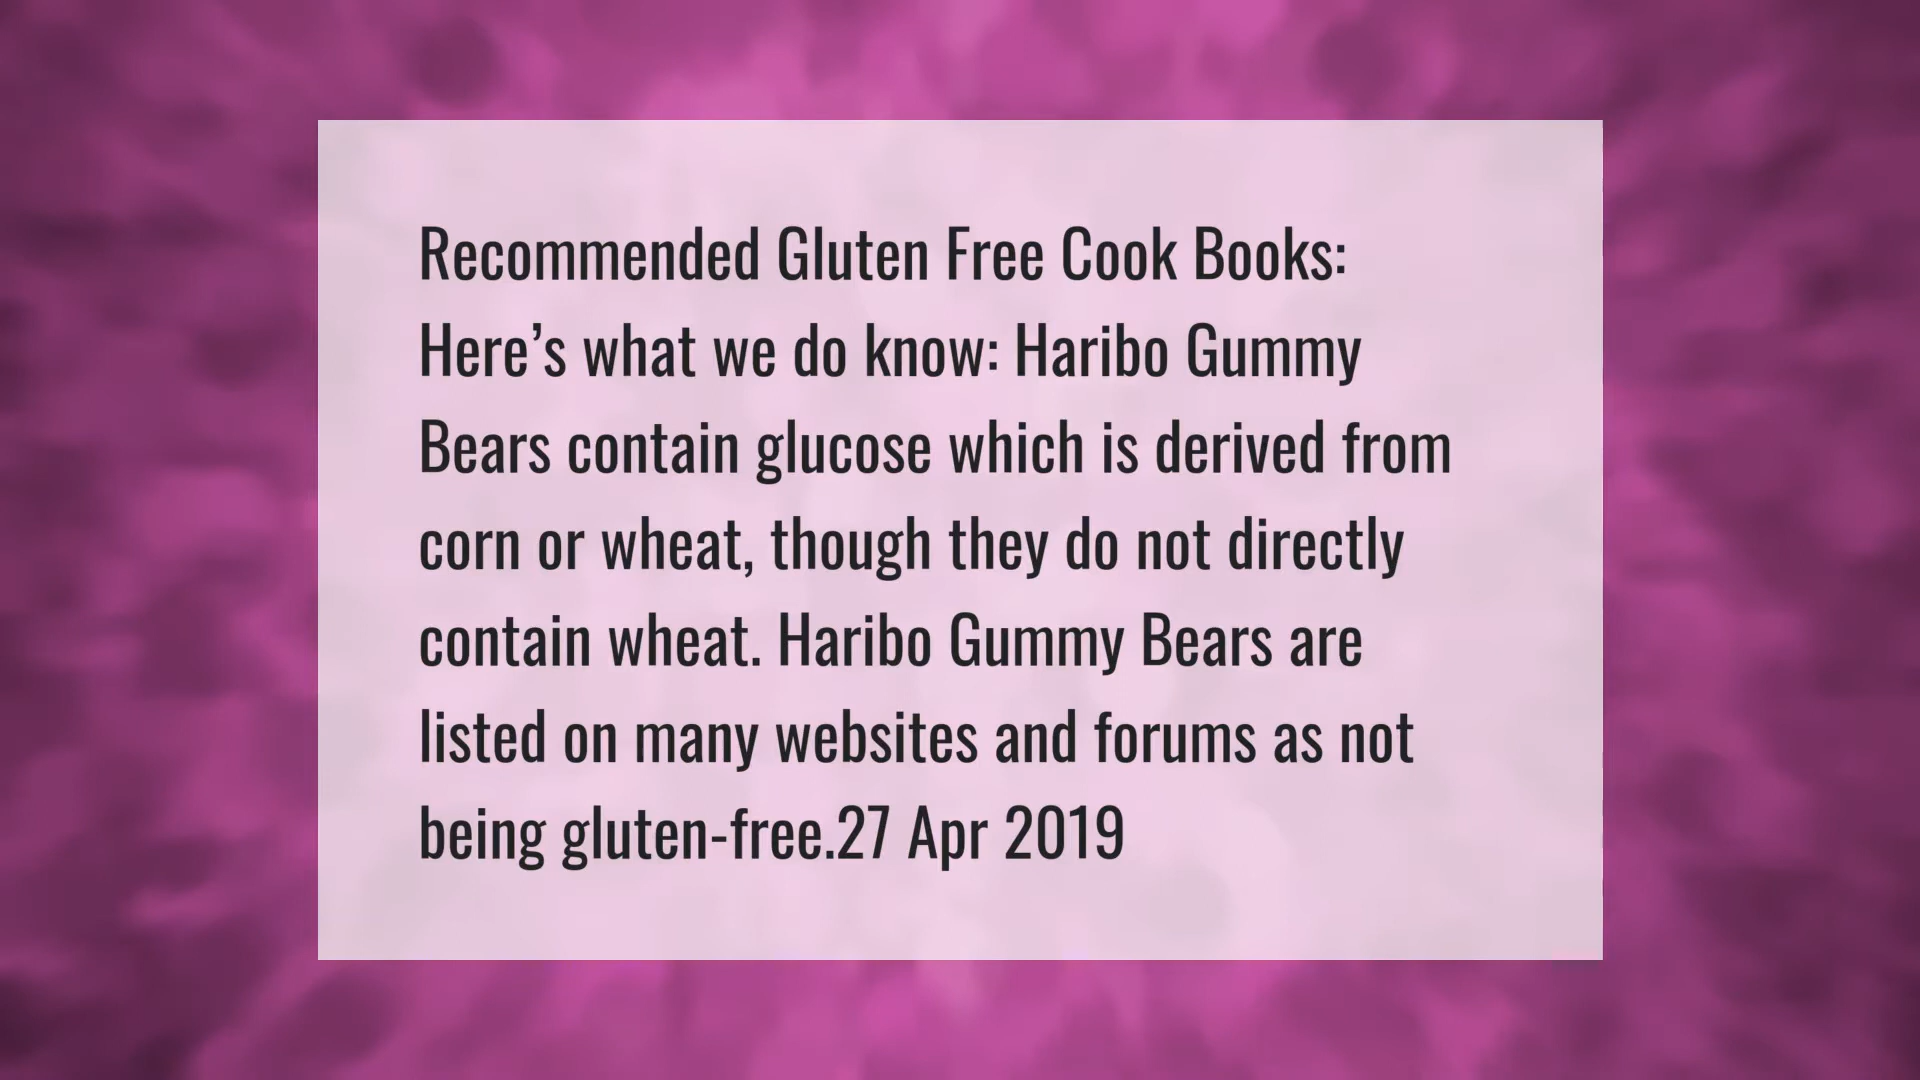 Recommended Gluten Free Cook Books:
Here’s what we do know: Haribo Gummy
Bears contain glucose which is derived from
corn or wheat, though they do not directly
contain wheat. Haribo Gummy Bears are
listed on many websites and forums as not
being gluten-free.27 Apr 2019